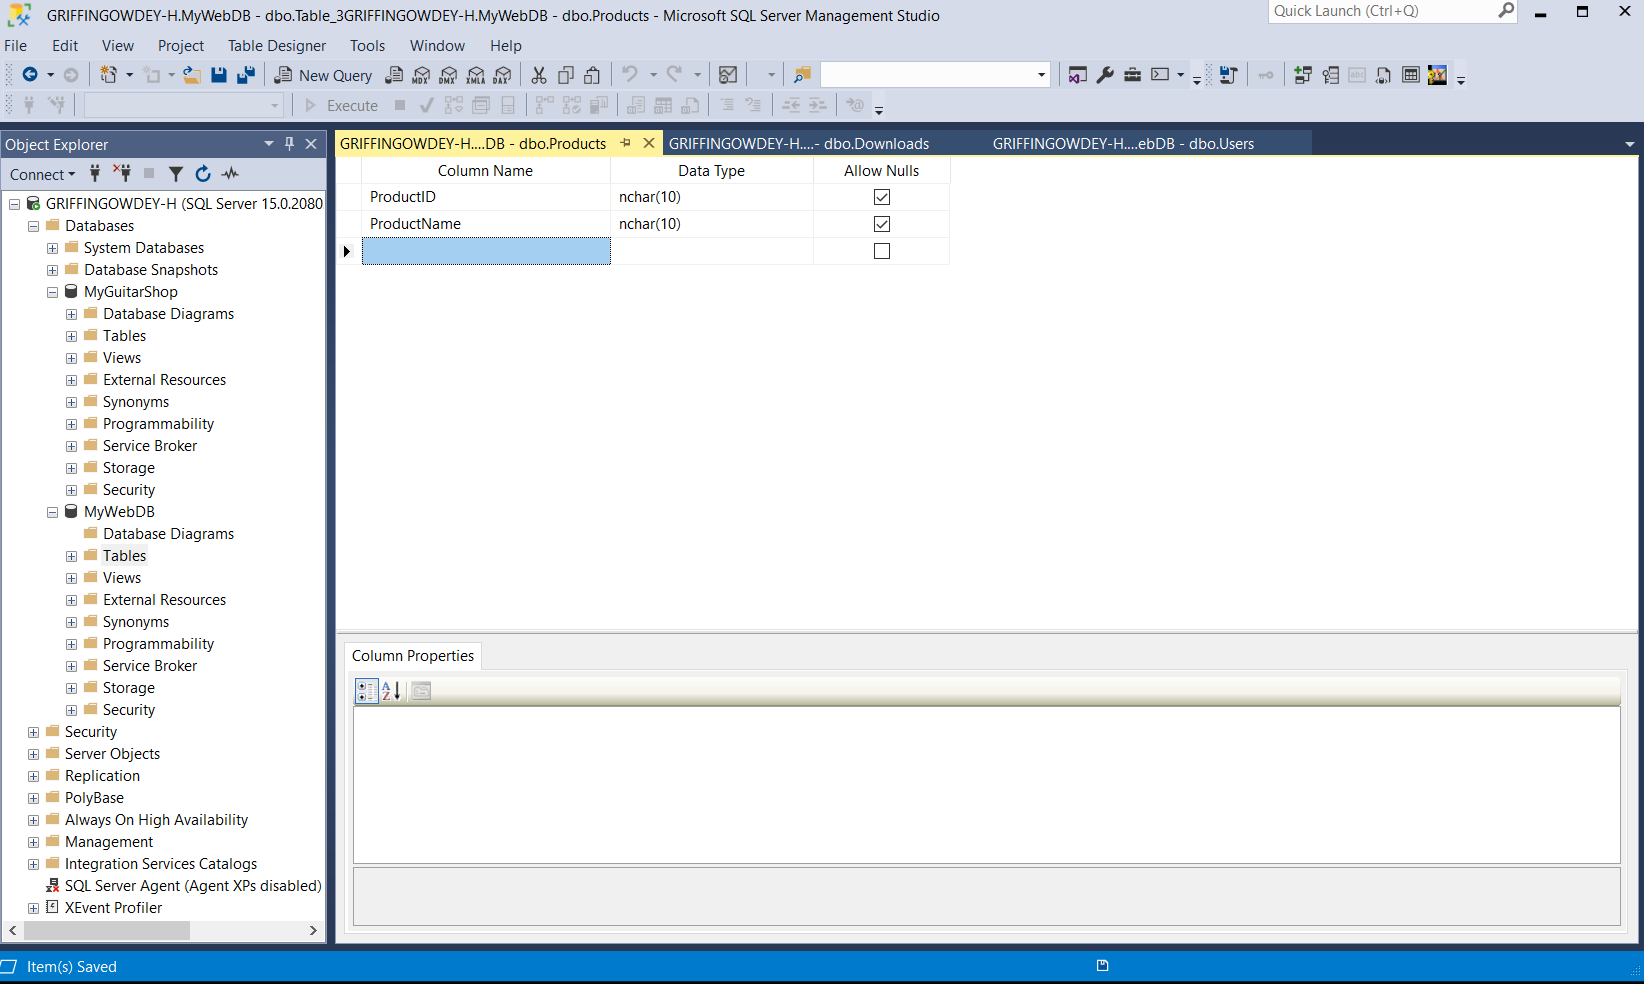 GRIFFINGOWDEY-H.MyWebDB - dbo.Table_3GRIFFINGOWDEY-H.MyWebDB - dbo.Products - Microsoft SQL Server Management Studio
Quick Launch (Ctrl+Q)
File Edit View Project Table Designer Tools Window Help
New Query MDX DMX XMLA DAX
Execute
Object Explorer
GRIFFINGOWDEY-H....DB - dbo.Products GRIFFINGOWDEY-H....- dbo.Downloads GRIFFINGOWDEY-H....ebDB - dbo.Users
Connect
Column Name Data Type Allow Nulls
ProductID nchar(10)
ProductName nchar(10)
GRIFFINGOWDEY-H (SQL Server 15.0.2080
Databases
System Databases
Database Snapshots
MyGuitarShop
Database Diagrams
Tables
Views
External Resources
Synonyms
Programmability
Service Broker
Storage
Security
MyWebDB
Database Diagrams
Tables
Views
External Resources
Synonyms
Programmability
Service Broker
Storage
Security
Security
Server Objects
Replication
PolyBase
Always On High Availability
Management
Integration Services Catalogs
SQL Server Agent (Agent XPs disabled)
XEvent Profiler
Column Properties
A
Z
Item(s) Saved